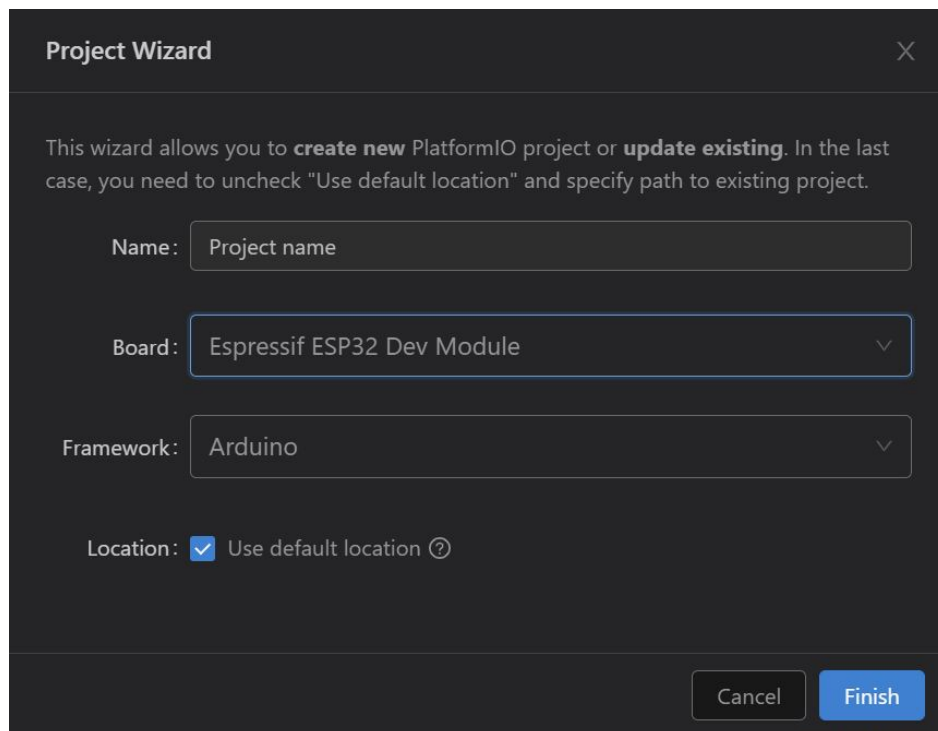 Project Wizard
This wizard allows you to create new PlatformIO project or update existing. In the last
case, you need to uncheck "Use default location" and specify path to existing project.
Name: Project name
Board: Espressif ESP32 Dev Module
Framework: Arduino
Location: Use default location
Cancel Finish